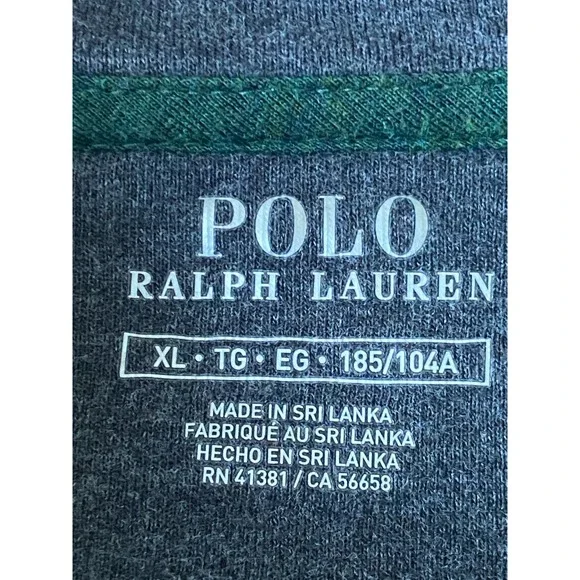 POLO
RALPH LAUREN
XL • TG • EG • 185/104A
MADE IN SRI LANKA
FABRIQUÉ AU SRI LANKA
HECHO EN SRI LANKA
RN 41381 / CA 56658